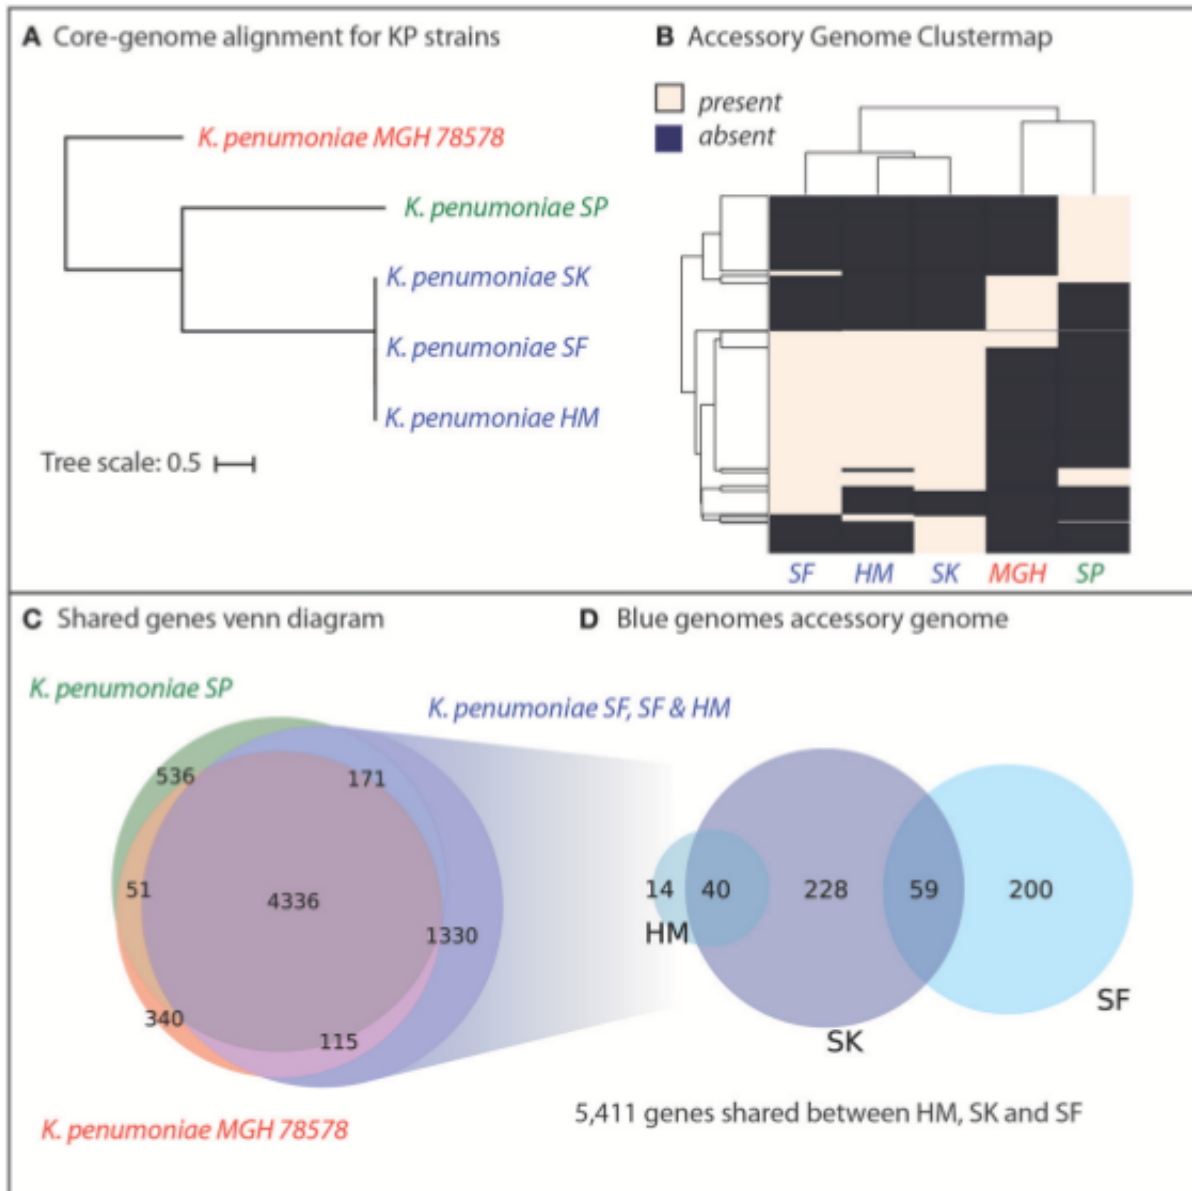 A Core-genome alignment for KP strains
K. penumoniae MGH 78578
K. penumoniae SP
K. penumoniae SK
K. penumoniae SF
K. penumoniae HM
Tree scale: 0.5
B Accessory Genome Clustermap
present
absent
SF HM SK MGH SP
C Shared genes venn diagram
K. penumoniae SP
K. penumoniae SF, SF & HM
536
171
51
4336
1330
340
115
K. penumoniae MGH 78578
D Blue genomes accessory genome
14 40 228 59 200
HM
SF
SK
5,411 genes shared between HM, SK and SF